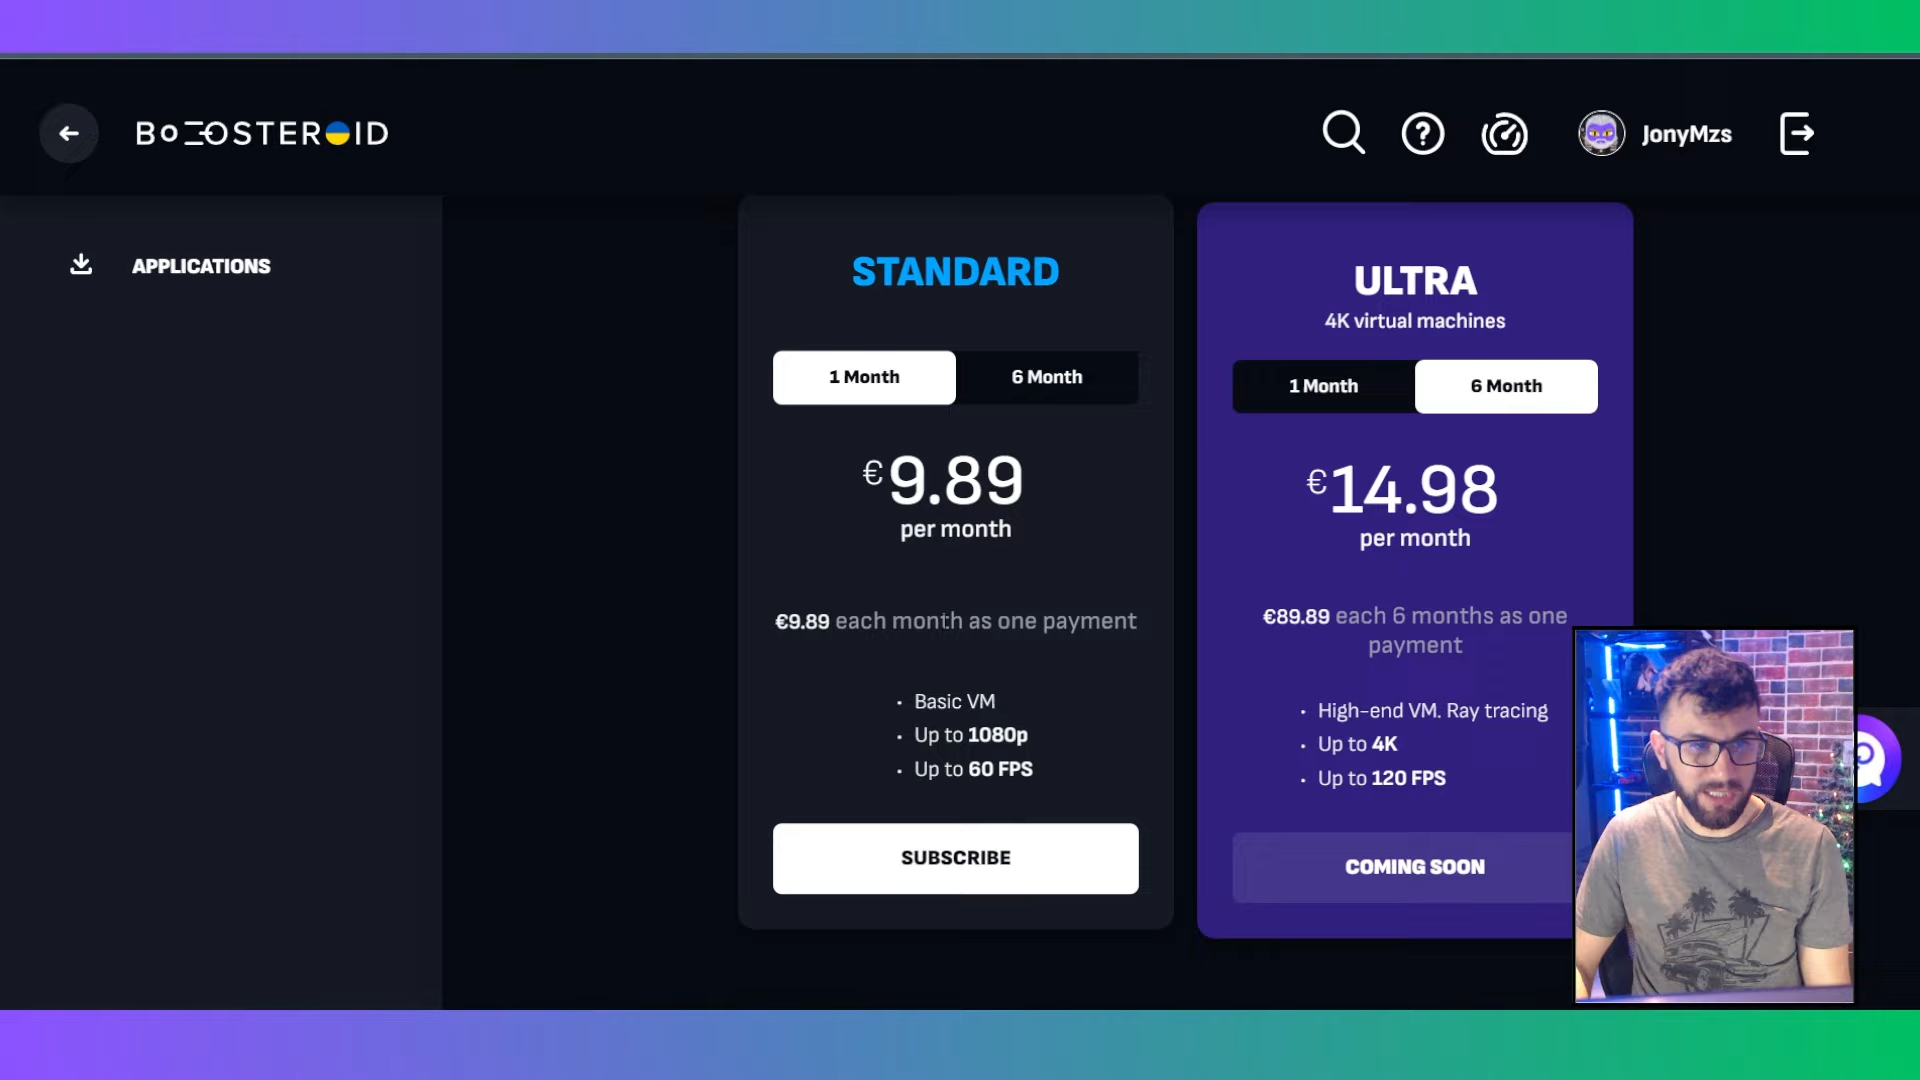 BOOSTEROID
JonyMzs
APPLICATIONS
STANDARD
1 Month
6 Month
€9.89
per month
€9.89 each month as one payment
• Basic VM
• Up to 1080p
• Up to 60 FPS
SUBSCRIBE
ULTRA
4K virtual machines
1 Month
6 Month
€14.98
per month
€89.89 each 6 months as one
payment
• High-end VM. Ray tracing
• Up to 4K
• Up to 120 FPS
COMING SOON